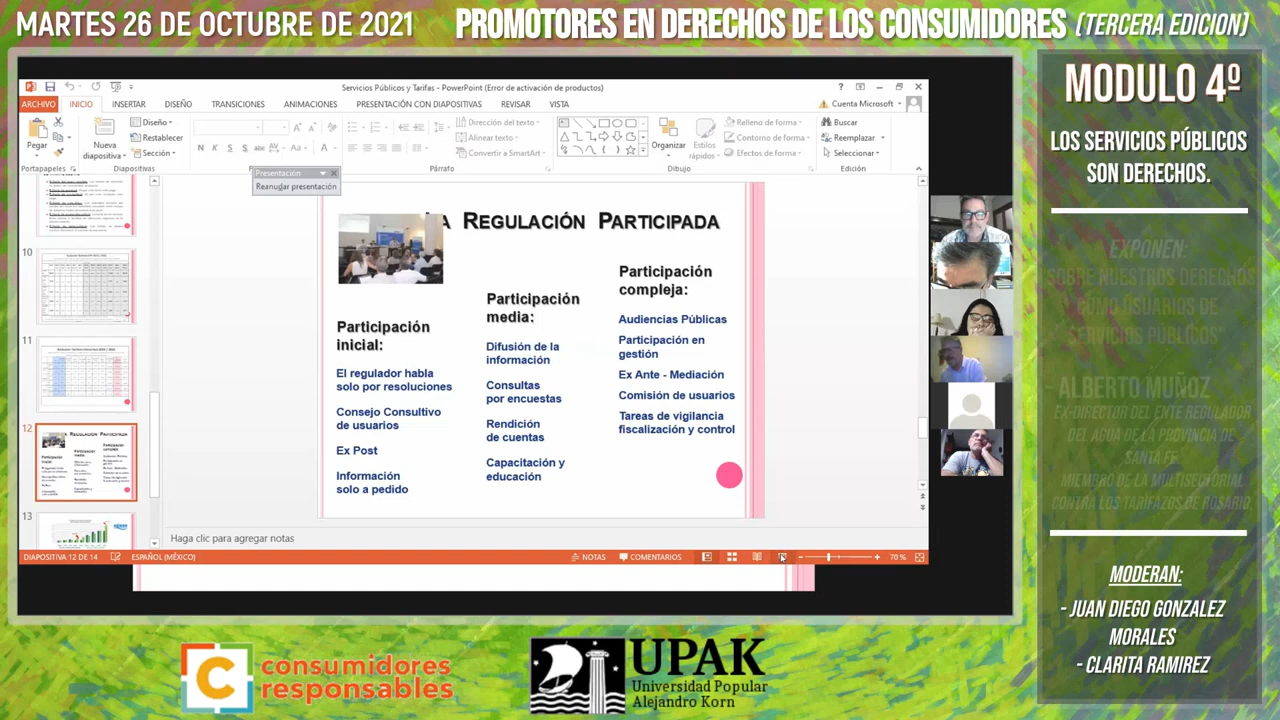 MARTES 26 DE OCTUBRE DE 2021
PROMOTORES EN DERECHOS DE LOS CONSUMIDORES (TERCERA EDICION)
Servicios Públicos y Tarifas - PowerPoint (Error de activación de productos)
ARCHIVO INICIO INSERTAR DISEÑO TRANSICIONES ANIMACIONES PRESENTACIÓN CON DIAPOSITIVAS REVISAR VISTA
Cuenta Microsoft
Pegar
Nueva
diapositiva
Diseño
Restablecer
Sección
N K S S abc AV Aa A
Dirección del texto
Alinear texto
Convertir a SmartArt
Organizar
Estilos
rápidos
Relleno de forma
Contorno de forma
Efectos de forma
Buscar
Reemplazar
Seleccionar
Portapapeles
Diapositivas
Párrafo
Dibujo
Edición
Presentación
Reanudar presentación
10
11
12
13
REGULACIÓN PARTICIPADA
Participación
inicial:
El regulador habla
solo por resoluciones
Consejo Consultivo
de usuarios
Ex Post
Información
solo a pedido
Participación
media:
Difusión de la
información
Consultas
por encuestas
Rendición
de cuentas
Capacitación y
educación
Participación
compleja:
Audiencias Públicas
Participación en
gestión
Ex Ante - Mediación
Comisión de usuarios
Tareas de vigilancia
fiscalización y control
Haga clic para agregar notas
DIAPOSITIVA 12 DE 14 ESPAÑOL (MÉXICO) NOTAS COMENTARIOS 70 %
MODULO 4º
LOS SERVICIOS PÚBLICOS
SON DERECHOS.
EXPONEN:
SOBRE NUESTROS DERECHOS
COMO USUARIOS DE
SERVICIOS PÚBLICOS
ALBERTO MUÑOZ
EX-DIRECTOR DEL ENTE REGULADOR
DEL AGUA DE LA PROVINCIA DE
SANTA FE
MIEMBRO DE LA MULTISECTORIAL
CONTRA LOS TARIFAZOS DE ROSARIO.
MODERAN:
- JUAN DIEGO GONZALEZ
MORALES
- CLARITA RAMIREZ
C consumidores
responsables
UPAK
Universidad Popular
Alejandro Korn